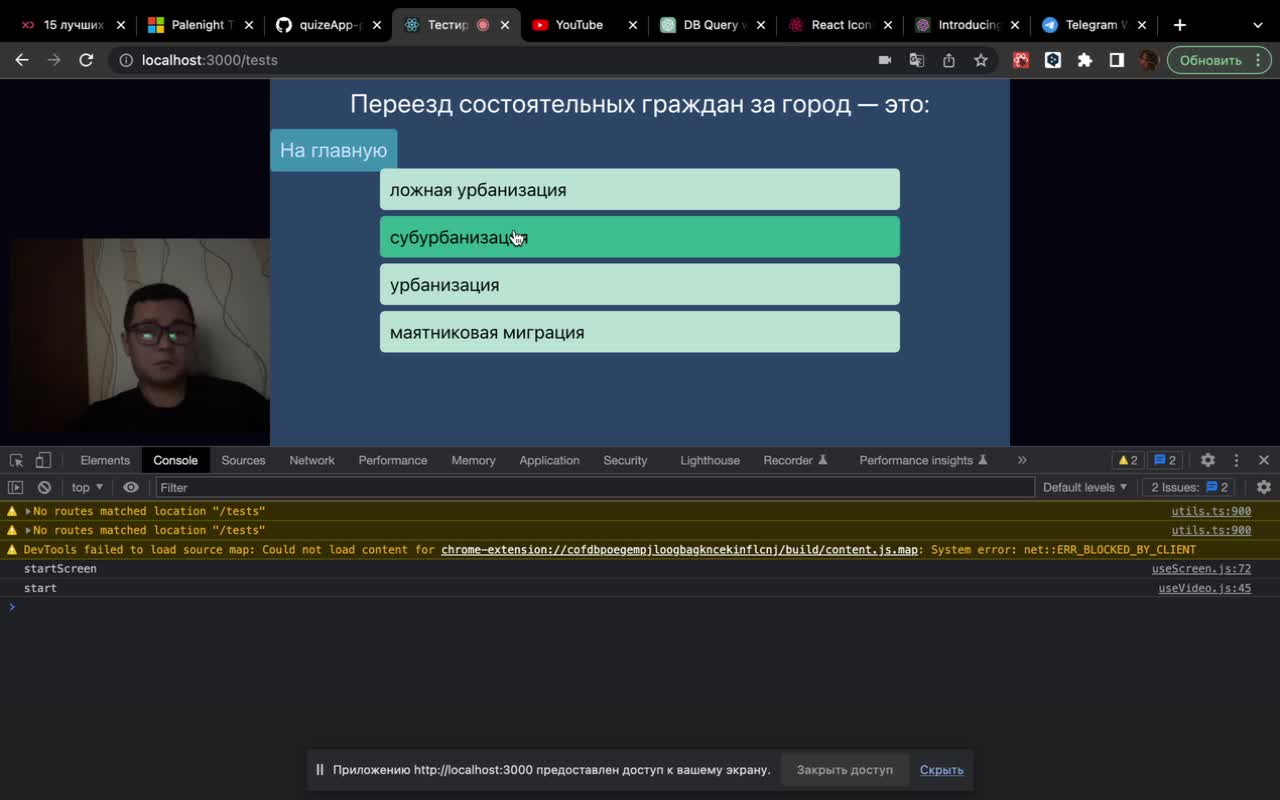 15 лучших
Palenight T
quizeApp-
Тестир
YouTube
DB Query
React Icon
Introducing
Telegram
localhost:3000/tests
Обновить
Переезд состоятельных граждан за город — это:
На главную
ложная урбанизация
субурбанизация
урбанизация
маятниковая миграция
Elements
Console
Sources
Network
Performance
Memory
Application
Security
Lighthouse
Recorder
Performance insights
2
2
top
Filter
Default levels
2 Issues:
2
No routes matched location "/tests"
utils.ts:900
No routes matched location "/tests"
utils.ts:900
DevTools failed to load source map: Could not load content for chrome-extension://cofdbpoegempjloogbagkncekinflcnj/build/content.js.map: System error: net::ERR_BLOCKED_BY_CLIENT
startScreen
useScreen.js:72
start
useVideo.js:45
Приложению http://localhost:3000 предоставлен доступ к вашему экрану.
Закрыть доступ
Скрыть